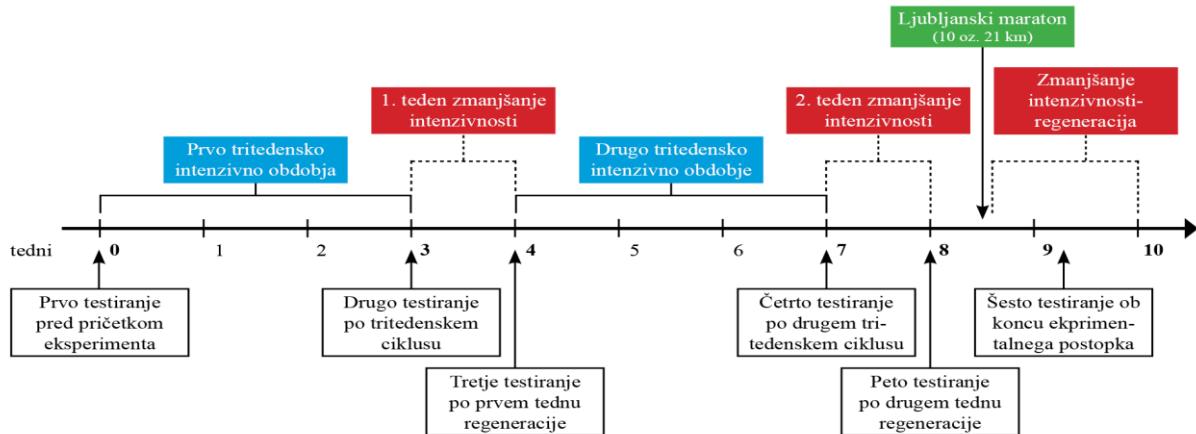 Ljubljanski maraton
(10 oz. 21 km)
1. teden zmanjšanje
intenzivnosti
2. teden zmanjšanje
intenzivnosti
Zmanjšanje
intenzivnosti-
regeneracija
Prvo tritedensko
intenzivno obdobja
Drugo tritedensko
intenzivno obdobje
tedni 0 1 2 3 4 5 6 7 8 9 10
Prvo testiranje
pred pričetkom
eksperimenta
Drugo testiranje
po tritedenskem
ciklusu
Tretje testiranje
po prvem tednu
regeneracije
Četrto testiranje
po drugem tri-
tedenskem ciklusu
Peto testiranje
po drugem tednu
regeneracije
Šesto testiranje ob
koncu ekprimen-
talnega postopka